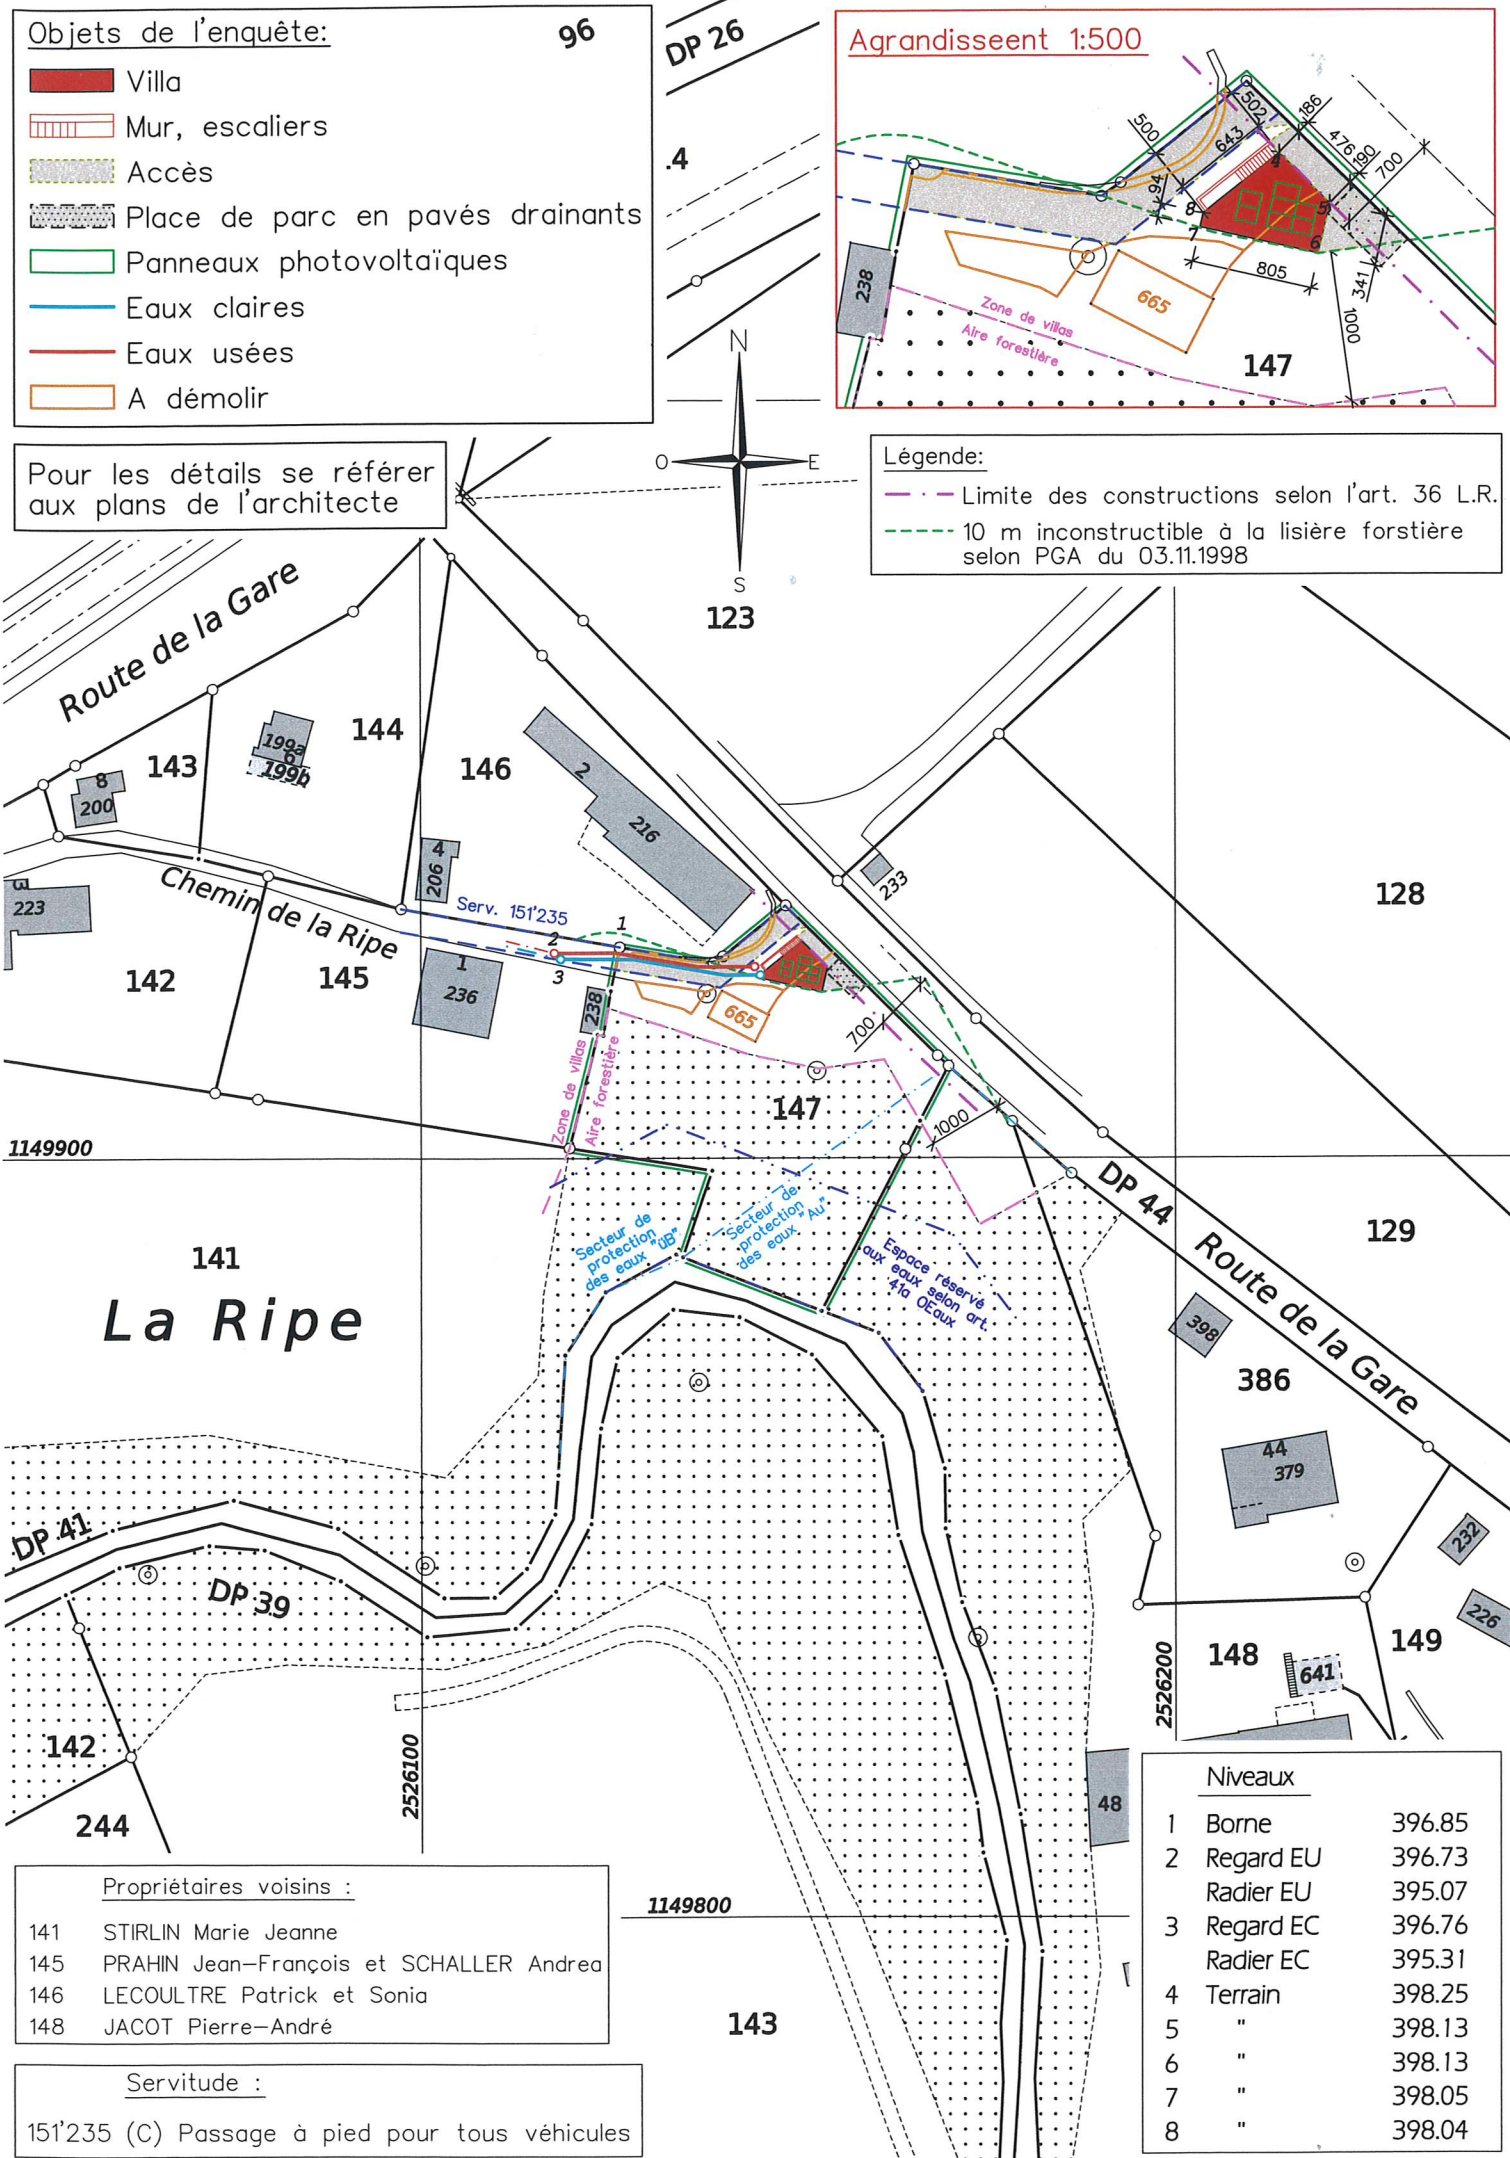 Objets de l'enquête:
96
Villa
Mur, escaliers
Accès
Place de parc en pavés drainants
Panneaux photovoltaïques
Eaux claires
Eaux usées
A démolir
DP 26
.4
Agrandisseent 1:500
502
186
500
643
476
190
700
94
4
5
6
7
8
805
341
1000
238
665
Zone de villas
Aire forestière
147
Pour les détails se référer
aux plans de l'architecte
N
O
E
S
Légende:
Limite des constructions selon l'art. 36 L.R.
10 m inconstructible à la lisière forstière
selon PGA du 03.11.1998
123
Route de la Gare
144
143
199a
6
199b
8
200
146
2
216
4
206
233
128
3
223
Chemin de la Ripe
Serv. 151'235
1
2
3
142
145
1
236
238
665
700
Zone de villas
Aire forestière
147
1000
1149900
DP 44
Route de la Gare
129
141
La Ripe
Secteur de
protection
des eaux "üB"
Secteur de
protection
des eaux "Au"
Espace réservé
aux eaux selon art.
41a OEaux
398
386
44
379
232
226
DP 41
DP 39
148
149
641
2526200
2526100
142
244
48
1149800
143
Propriétaires voisins :
141 STIRLIN Marie Jeanne
145 PRAHIN Jean-François et SCHALLER Andrea
146 LECOULTRE Patrick et Sonia
148 JACOT Pierre-André
Servitude :
151'235 (C) Passage à pied pour tous véhicules
Niveaux
1 Borne 396.85
2 Regard EU 396.73
Radier EU 395.07
3 Regard EC 396.76
Radier EC 395.31
4 Terrain 398.25
5 " 398.13
6 " 398.13
7 " 398.05
8 " 398.04